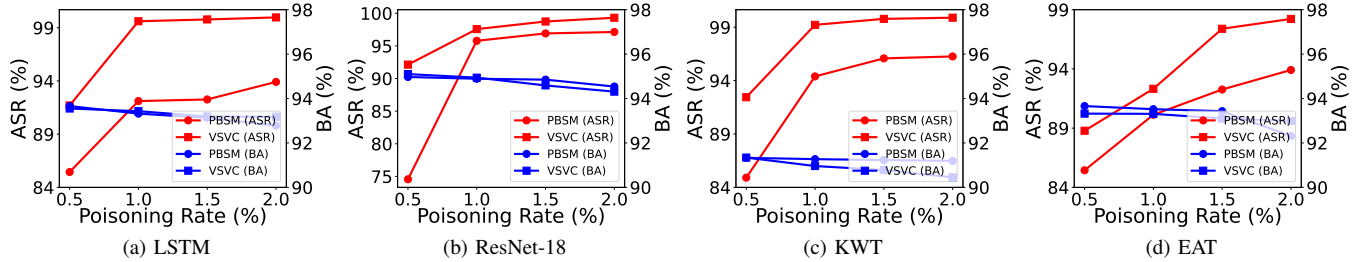 ASR (%)
99
94
89
84
98
96
94
92
90
BA (%)
PBSM (ASR)
VSVC (ASR)
PBSM (BA)
VSVC (BA)
0.5 1.0 1.5 2.0
Poisoning Rate (%)
(a) LSTM
ASR (%)
100
95
90
85
80
75
98
96
94
92
90
BA (%)
PBSM (ASR)
VSVC (ASR)
PBSM (BA)
VSVC (BA)
0.5 1.0 1.5 2.0
Poisoning Rate (%)
(b) ResNet-18
ASR (%)
99
94
89
84
98
96
94
92
90
BA (%)
PBSM (ASR)
VSVC (ASR)
PBSM (BA)
VSVC (BA)
0.5 1.0 1.5 2.0
Poisoning Rate (%)
(c) KWT
ASR (%)
99
94
89
84
98
96
94
92
90
BA (%)
PBSM (ASR)
VSVC (ASR)
PBSM (BA)
VSVC (BA)
0.5 1.0 1.5 2.0
Poisoning Rate (%)
(d) EAT